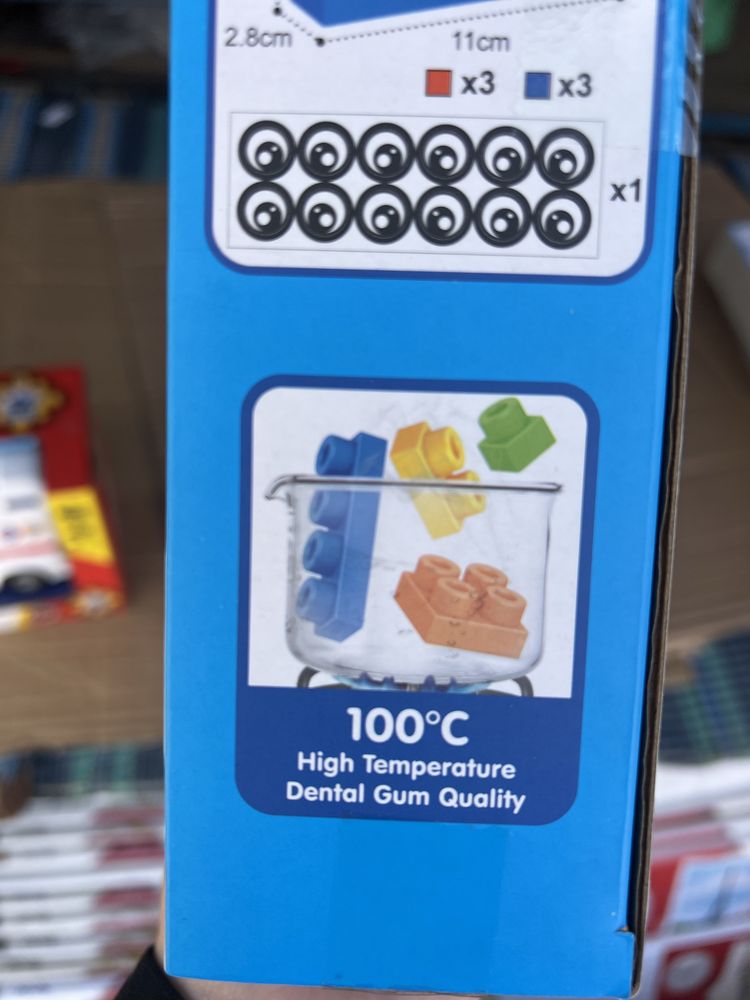 2.8cm
11cm
x3 x3
x1
100°C
High Temperature
Dental Gum Quality